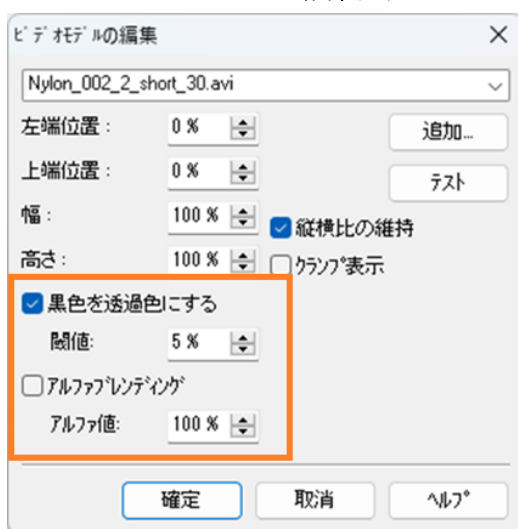 ﾋﾞﾃﾞｵﾓﾃﾞﾙの編集
Nylon_002_2_short_30.avi
左端位置： 0 %
追加...
上端位置： 0 %
ﾃｽﾄ
幅： 100 %
縦横比の維持
高さ： 100 %
ｸﾗﾝﾌﾟ表示
黒色を透過色にする
閾値: 5 %
ｱﾙﾌｧﾌﾞﾚﾝﾃﾞｨﾝｸﾞ
ｱﾙﾌｧ値: 100 %
確定 取消 ﾍﾙﾌﾟ